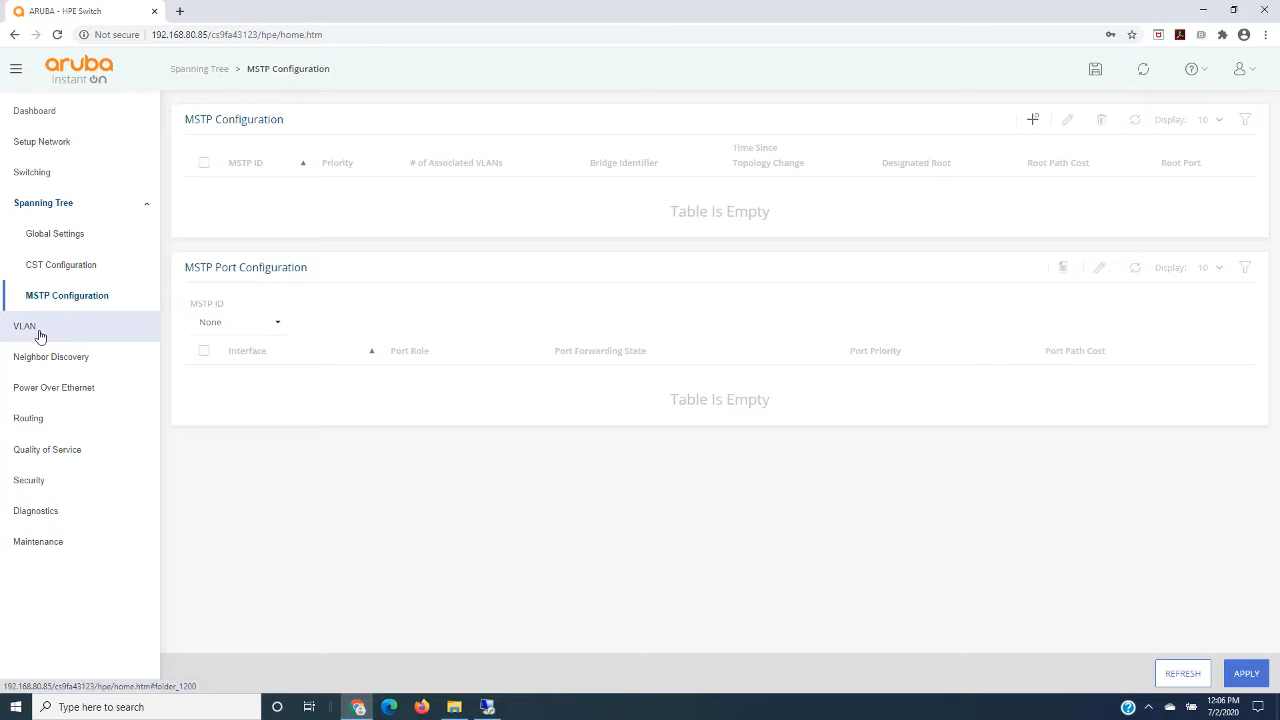 ARUBA - HPE Switch
Not secure
192.168.80.85/cs9fa43123/hpe/home.htm
aruba
instant on
Spanning Tree > MSTP Configuration
Dashboard
Setup Network
Switching
Spanning Tree
Global Settings
CST Configuration
MSTP Configuration
VLAN
Neighbor Discovery
Power Over Ethernet
Routing
Quality of Service
Security
Diagnostics
Maintenance
MSTP Configuration
Display: 10
MSTP ID
Priority
# of Associated VLANs
Bridge Identifier
Time Since
Topology Change
Designated Root
Root Path Cost
Root Port
Table Is Empty
MSTP Port Configuration
Display: 10
MSTP ID
None
Interface
Port Role
Port Forwarding State
Port Priority
Port Path Cost
Table Is Empty
REFRESH
APPLY
192.168.80.85/cs9fa43123/hpe/home.htm#folder_1200
Type here to search
12:06 PM
7/2/2020